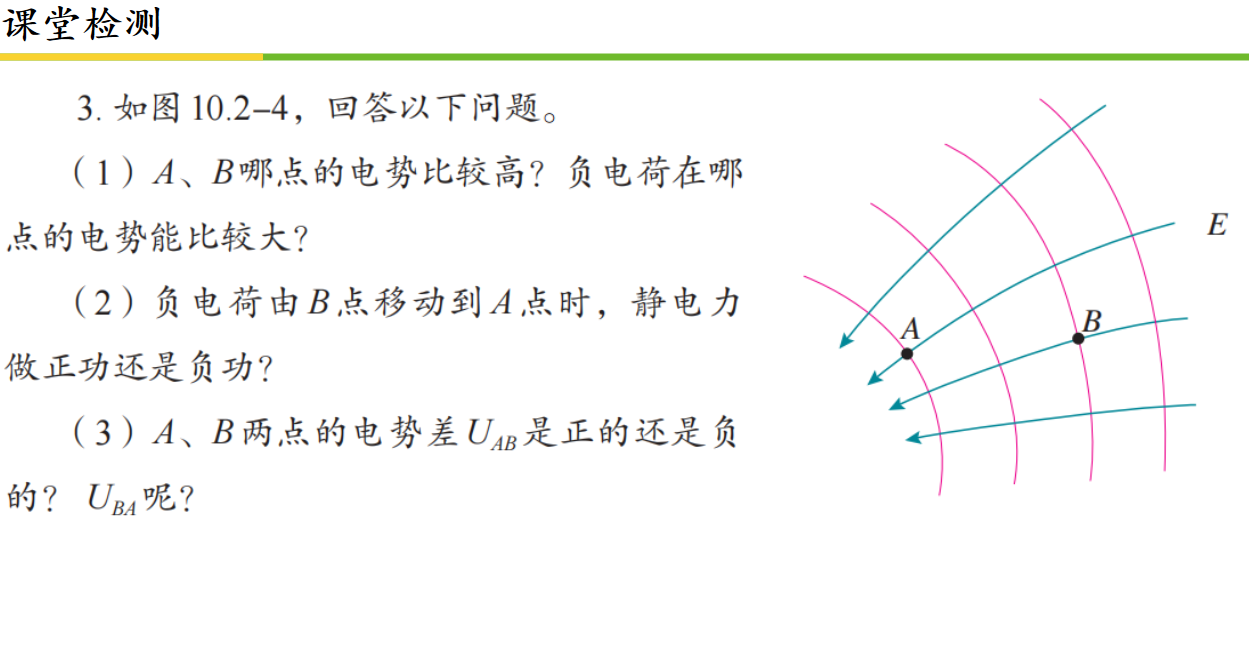 课堂检测
3. 如图 10.2–4，回答以下问题。
（1）A、B哪点的电势比较高？负电荷在哪
点的电势能比较大？
（2）负电荷由B点移动到A点时，静电力
做正功还是负功？
（3）A、B两点的电势差UAB是正的还是负
的？ UBA呢？
E
A
B